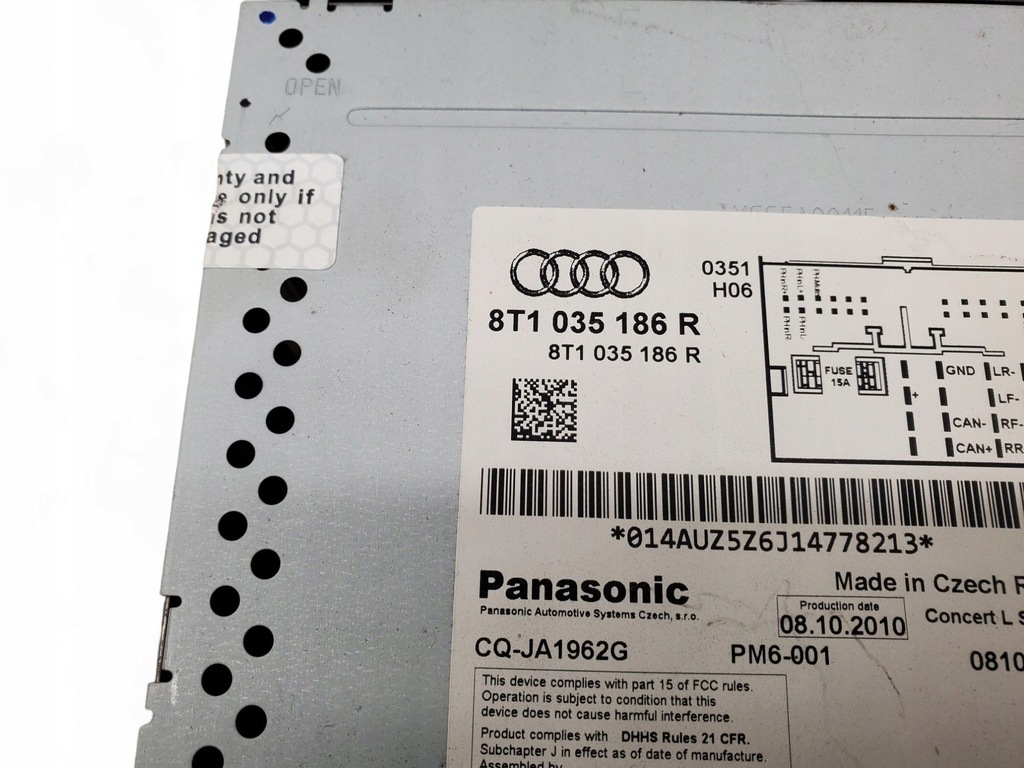 OPEN
nty and
only if
is not
aged
0351
H06
8T1 035 186 R
8T1 035 186 R
FUSE
15A
+
GND
LR-
LF-
CAN-
RF-
CAN+
RR
*014AUZ5Z6J14778213*
Panasonic
Made in Czech R
Panasonic Automotive Systems Czech, s.r.o.
Production date
08.10.2010
Concert L S
CQ-JA1962G
PM6-001
0810
This device complies with part 15 of FCC rules.
Operation is subject to condition that this
device does not cause harmful interference.
Product complies with DHHS Rules 21 CFR.
Subchapter J in effect as of date of manufacture.
Assembled by